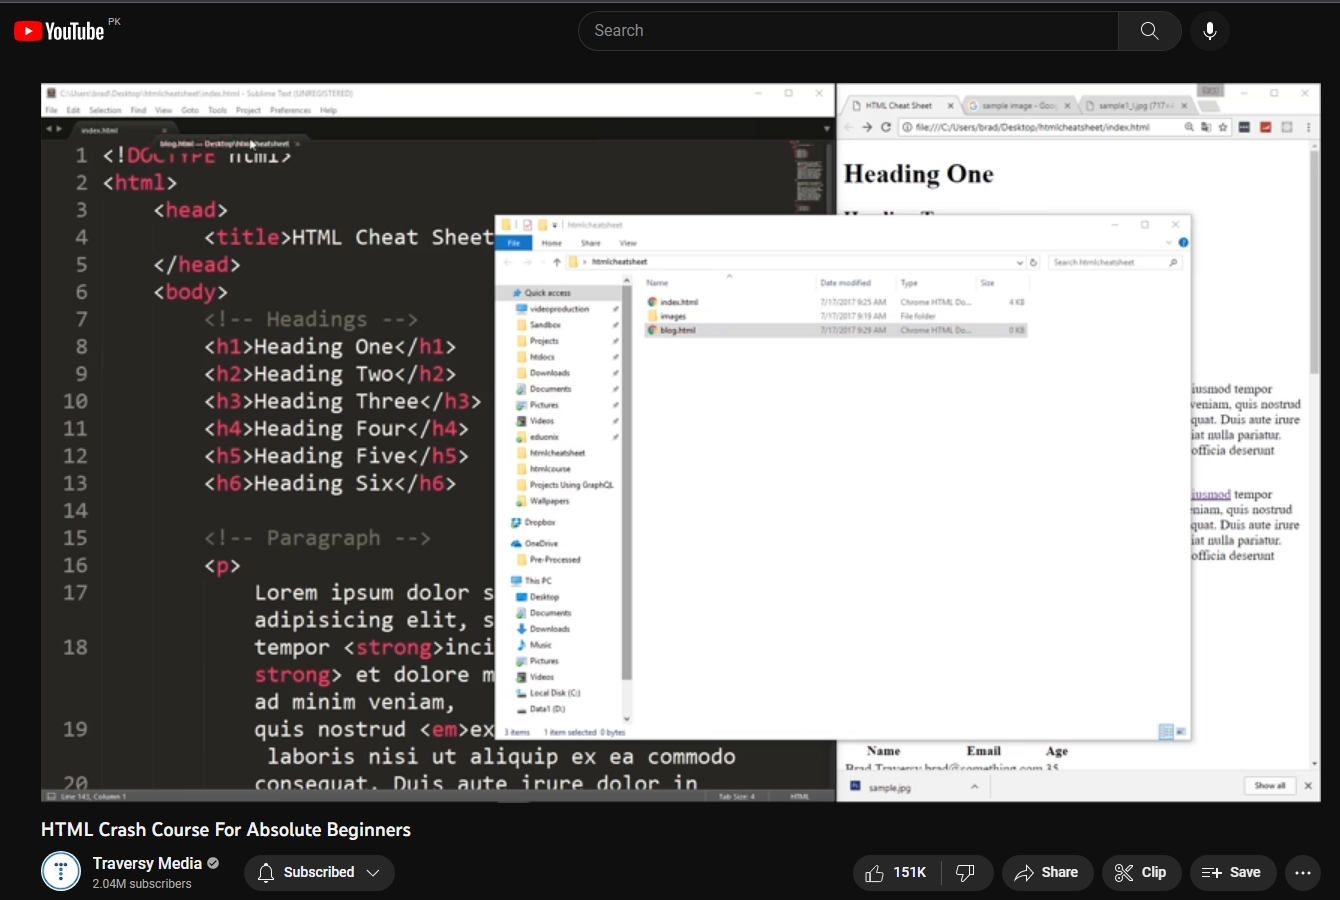 YouTube PK
Search
C:\Users\brad\Desktop\htmlcheatsheet\index.html - Sublime Text (UNREGISTERED)
File Edit Selection Find View Goto Tools Project Preferences Help
index.html
blog.html — Desktop\htmlcheatsheet
1 <!DOCTYPE html>
2 <html>
3 <head>
4 <title>HTML Cheat Sheet
5 </head>
6 <body>
7 <!-- Headings -->
8 <h1>Heading One</h1>
9 <h2>Heading Two</h2>
10 <h3>Heading Three</h3>
11 <h4>Heading Four</h4>
12 <h5>Heading Five</h5>
13 <h6>Heading Six</h6>
14
15 <!-- Paragraph -->
16 <p>
17 Lorem ipsum dolor s
adipisicing elit, s
18 tempor <strong>inci
strong> et dolore m
ad minim veniam,
19 quis nostrud <em>ex
laboris nisi ut aliquip ex ea commodo
20 consequat. Duis aute irure dolor in
Line 143, Column 1 Tab Size: 4 HTML
HTML Cheat Sheet sample image - Goo
file:///C:/Users/brad/Desktop/htmlcheatsheet/index.html
Heading One
htmlcheatsheet
File Home Share View
htmlcheatsheet
Search htmlcheatsheet
Name Date modified Type Size
index.html 7/17/2017 9:25 AM Chrome HTML Do... 4 KB
images 7/17/2017 9:19 AM File folder
blog.html 7/17/2017 9:29 AM Chrome HTML Do... 0 KB
Quick access
videoproduction
Sandbox
Projects
htdocs
Downloads
Documents
Pictures
Videos
eduonix
htmlcheatsheet
htmlcourse
Projects Using GraphQL
Wallpapers
Dropbox
OneDrive
Pre-Processed
This PC
Desktop
Documents
Downloads
Music
Pictures
Videos
Local Disk (C:)
Data1 (D:)
3 items 1 item selected 0 bytes
iusmod tempor
veniam, quis nostrud
quat. Duis aute irure
iat nulla pariatur.
officia deserunt
iusmod tempor
eniam, quis nostrud
quat. Duis aute irure
iat nulla pariatur.
officia deserunt
Name Email Age
Brad Traversy brad@something.com 35
sample.jpg
Show all
HTML Crash Course For Absolute Beginners
Traversy Media
2.04M subscribers
Subscribed
151K
Share
Clip
Save